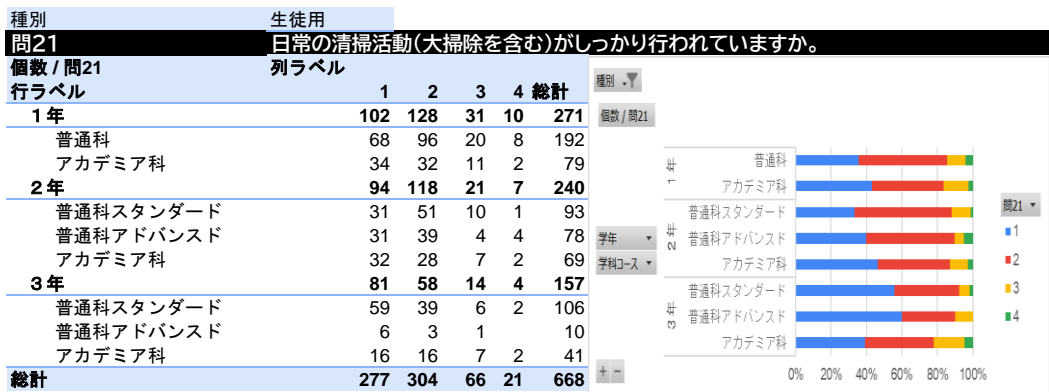 種別 生徒用
問21 日常の清掃活動(大掃除を含む)がしっかり行われていますか。
個数 / 問21 列ラベル
行ラベル 1 2 3 4 総計
1年 102 128 31 10 271
普通科 68 96 20 8 192
アカデミア科 34 32 11 2 79
2年 94 118 21 7 240
普通科スタンダード 31 51 10 1 93
普通科アドバンスド 31 39 4 4 78
アカデミア科 32 28 7 2 69
3年 81 58 14 4 157
普通科スタンダード 59 39 6 2 106
普通科アドバンスド 6 3 1 10
アカデミア科 16 16 7 2 41
総計 277 304 66 21 668
種別
個数 / 問21
学年
学科コース
1年
普通科
アカデミア科
2年
普通科スタンダード
普通科アドバンスド
アカデミア科
3年
普通科スタンダード
普通科アドバンスド
アカデミア科
0% 20% 40% 60% 80% 100%
問21
1
2
3
4
+ −